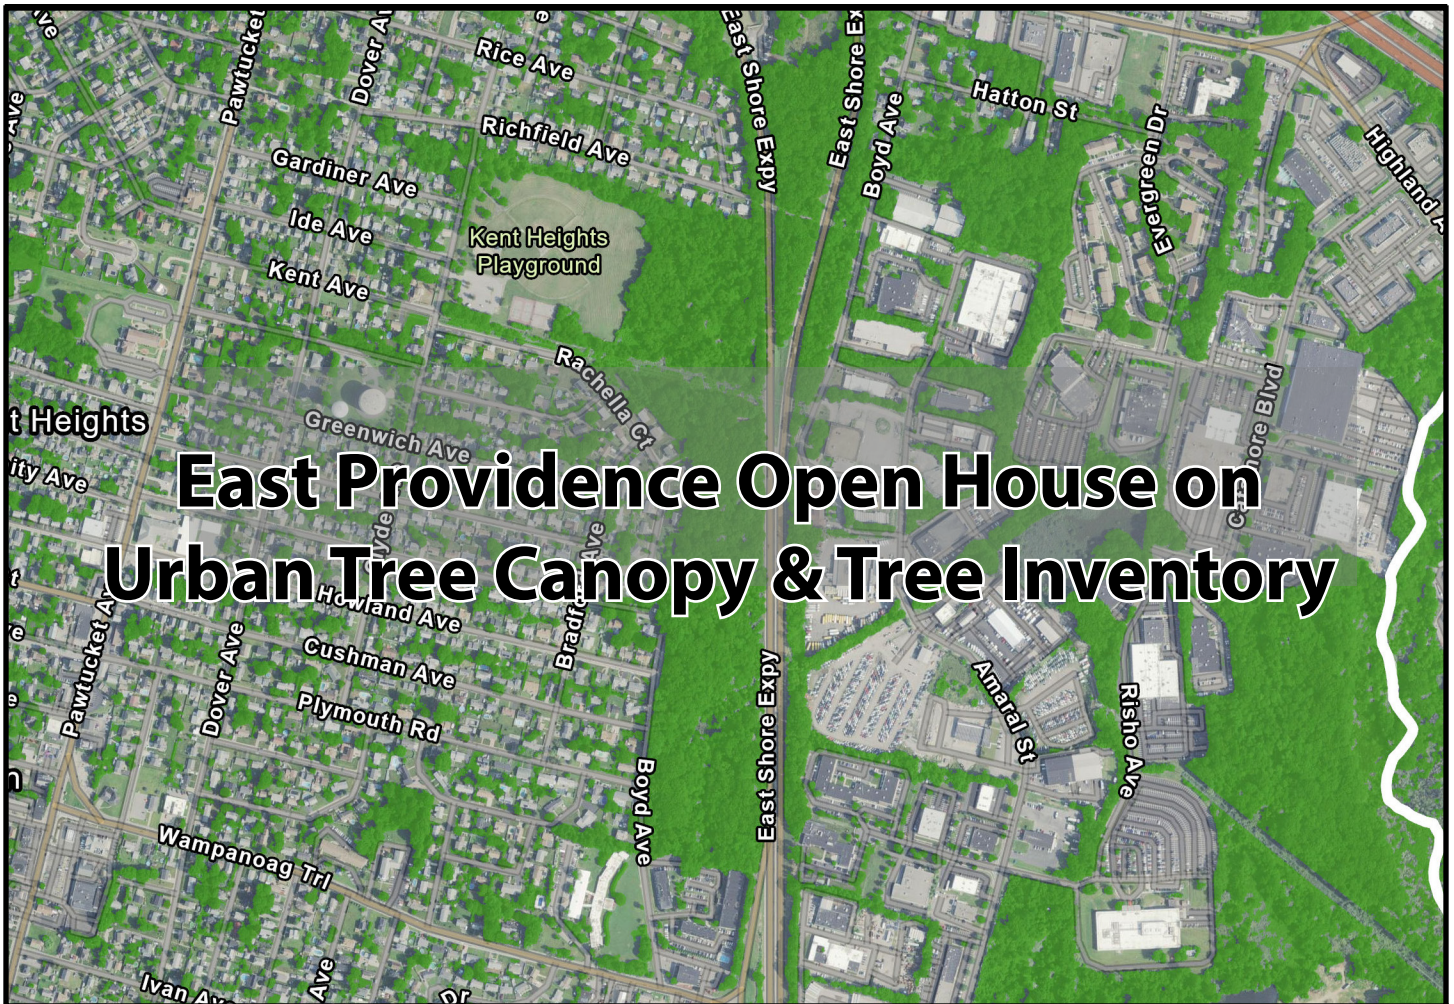 Rice Ave
Dover
Pawtucket
East Shore Expy
East Shore
Hatton St
Boyd Ave
Evergreen Dr
Highland
Richfield Ave
Gardiner Ave
Ide Ave
Kent Heights
Playground
Kent Ave
Rachella Ct
Greenwich Ave
t Heights
ity Ave
East Providence Open House on
Urban Tree Canopy & Tree Inventory
Howland Ave
Cushman Ave
Plymouth Rd
Pawtucket
Dover Ave
Ave
East Shore Expy
Boyd Ave
Amaral St
Risho Ave
Wampanoag Trl
Ivan
Ave
Dr